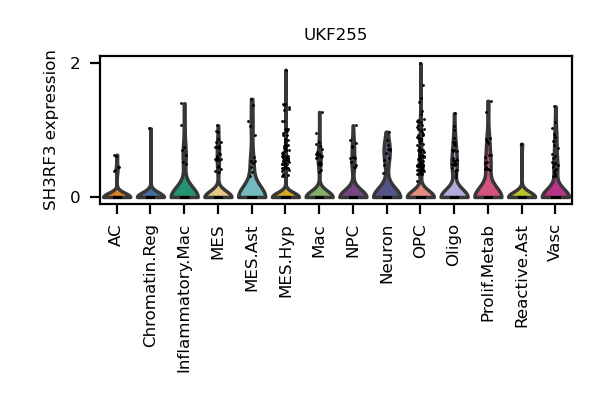 UKF255
SH3RF3 expression
2
0
AC
Chromatin.Reg
Inflammatory.Mac
MES
MES.Ast
MES.Hyp
Mac
NPC
Neuron
OPC
Oligo
Prolif.Metab
Reactive.Ast
Vasc